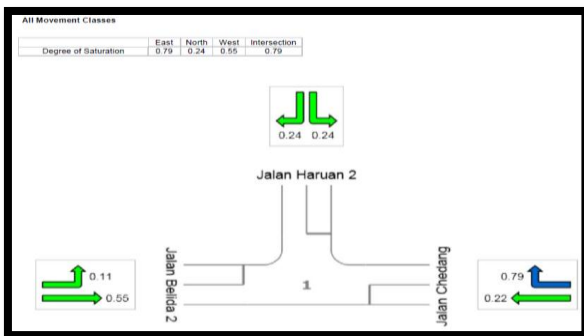 All Movement Classes
East North West Intersection
Degree of Saturation 0.79 0.24 0.55 0.79
0.24 0.24
Jalan Haruan 2
Jalan Belida 2
0.11
0.55
1
Jalan Chedang
0.79
0.22